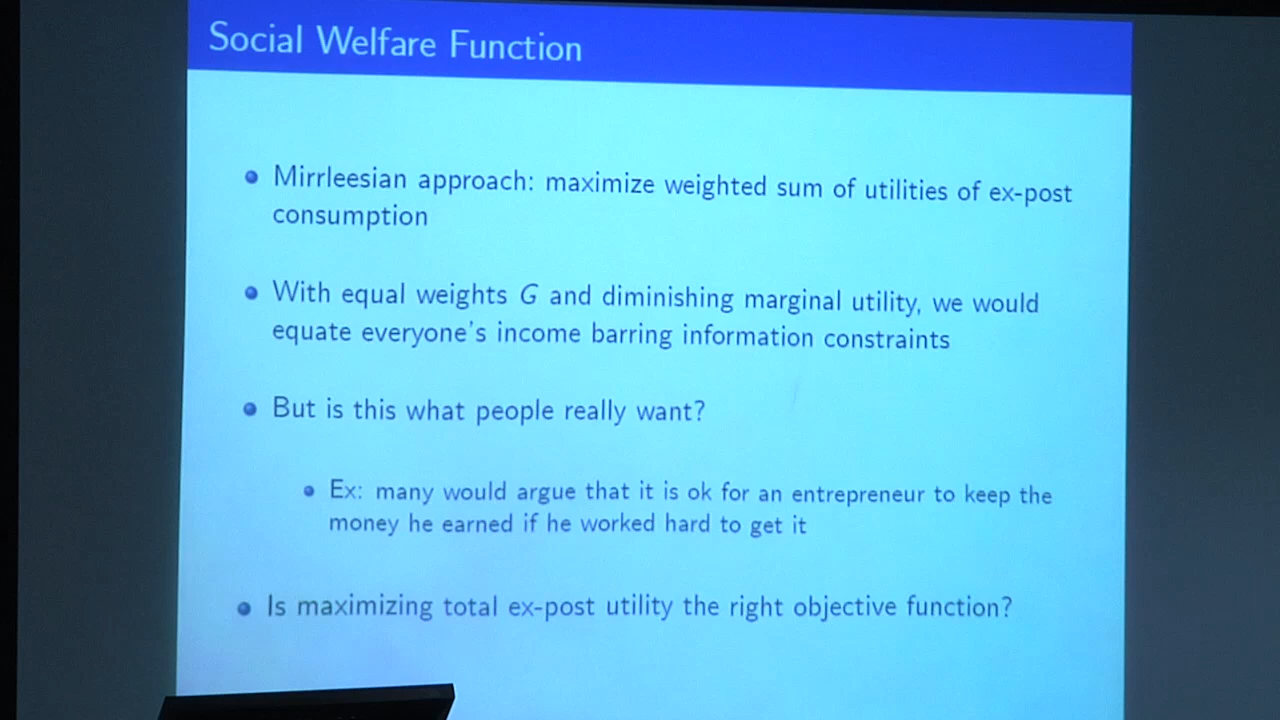 Social Welfare Function
Mirrleesian approach: maximize weighted sum of utilities of ex-post
consumption
With equal weights G and diminishing marginal utility, we would
equate everyone's income barring information constraints
But is this what people really want?
Ex: many would argue that it is ok for an entrepreneur to keep the
money he earned if he worked hard to get it
Is maximizing total ex-post utility the right objective function?